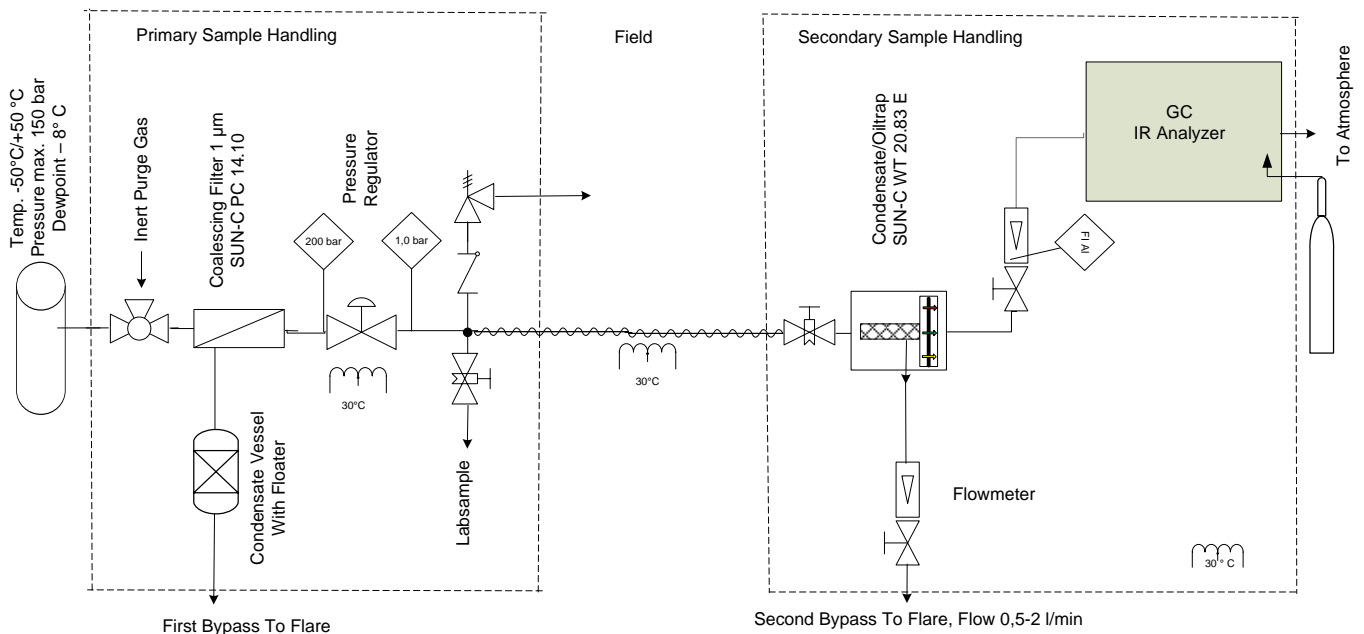 Primary Sample Handling
Field
Secondary Sample Handling
Temp. -50°C/+50 °C
Pressure max. 150 bar
Dewpoint – 8° C
Inert Purge Gas
Coalescing Filter 1 µm
SUN-C PC 14.10
Pressure
Regulator
200 bar
1,0 bar
30°C
Condensate Vessel
With Floater
Labsample
First Bypass To Flare
30°C
Condensate/Oiltrap
SUN-C WT 20.83 E
GC
IR Analyzer
To Atmosphere
FI AI
Flowmeter
30 ° C
Second Bypass To Flare, Flow 0,5-2 l/min